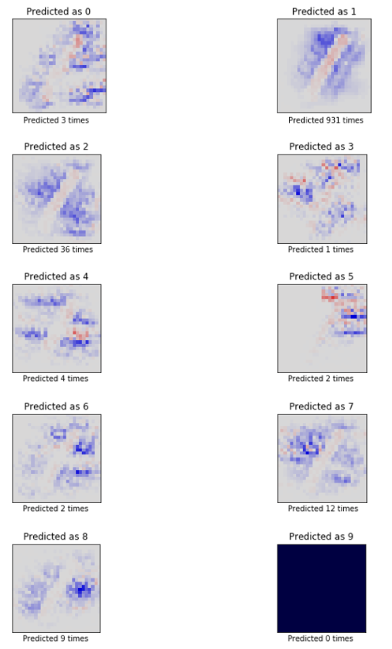 Predicted as 0
Predicted 3 times
Predicted as 1
Predicted 931 times
Predicted as 2
Predicted 36 times
Predicted as 3
Predicted 1 times
Predicted as 4
Predicted 4 times
Predicted as 5
Predicted 2 times
Predicted as 6
Predicted 2 times
Predicted as 7
Predicted 12 times
Predicted as 8
Predicted 9 times
Predicted as 9
Predicted 0 times